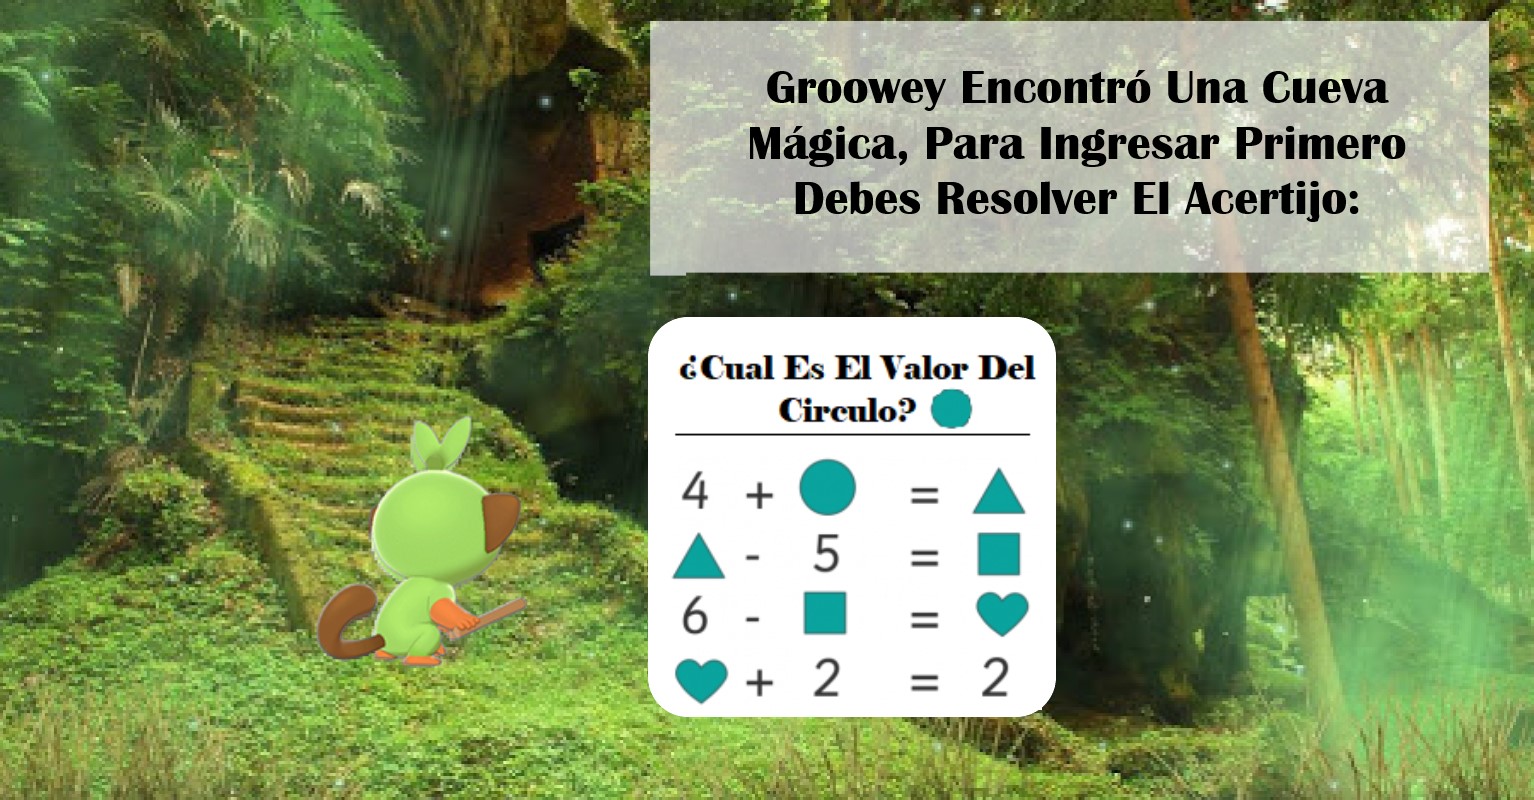 Groowey Encontró Una Cueva
Mágica, Para Ingresar Primero
Debes Resolver El Acertijo:
¿Cual Es El Valor Del
Circulo?
4 + =
- 5 =
6 - =
+ 2 = 2